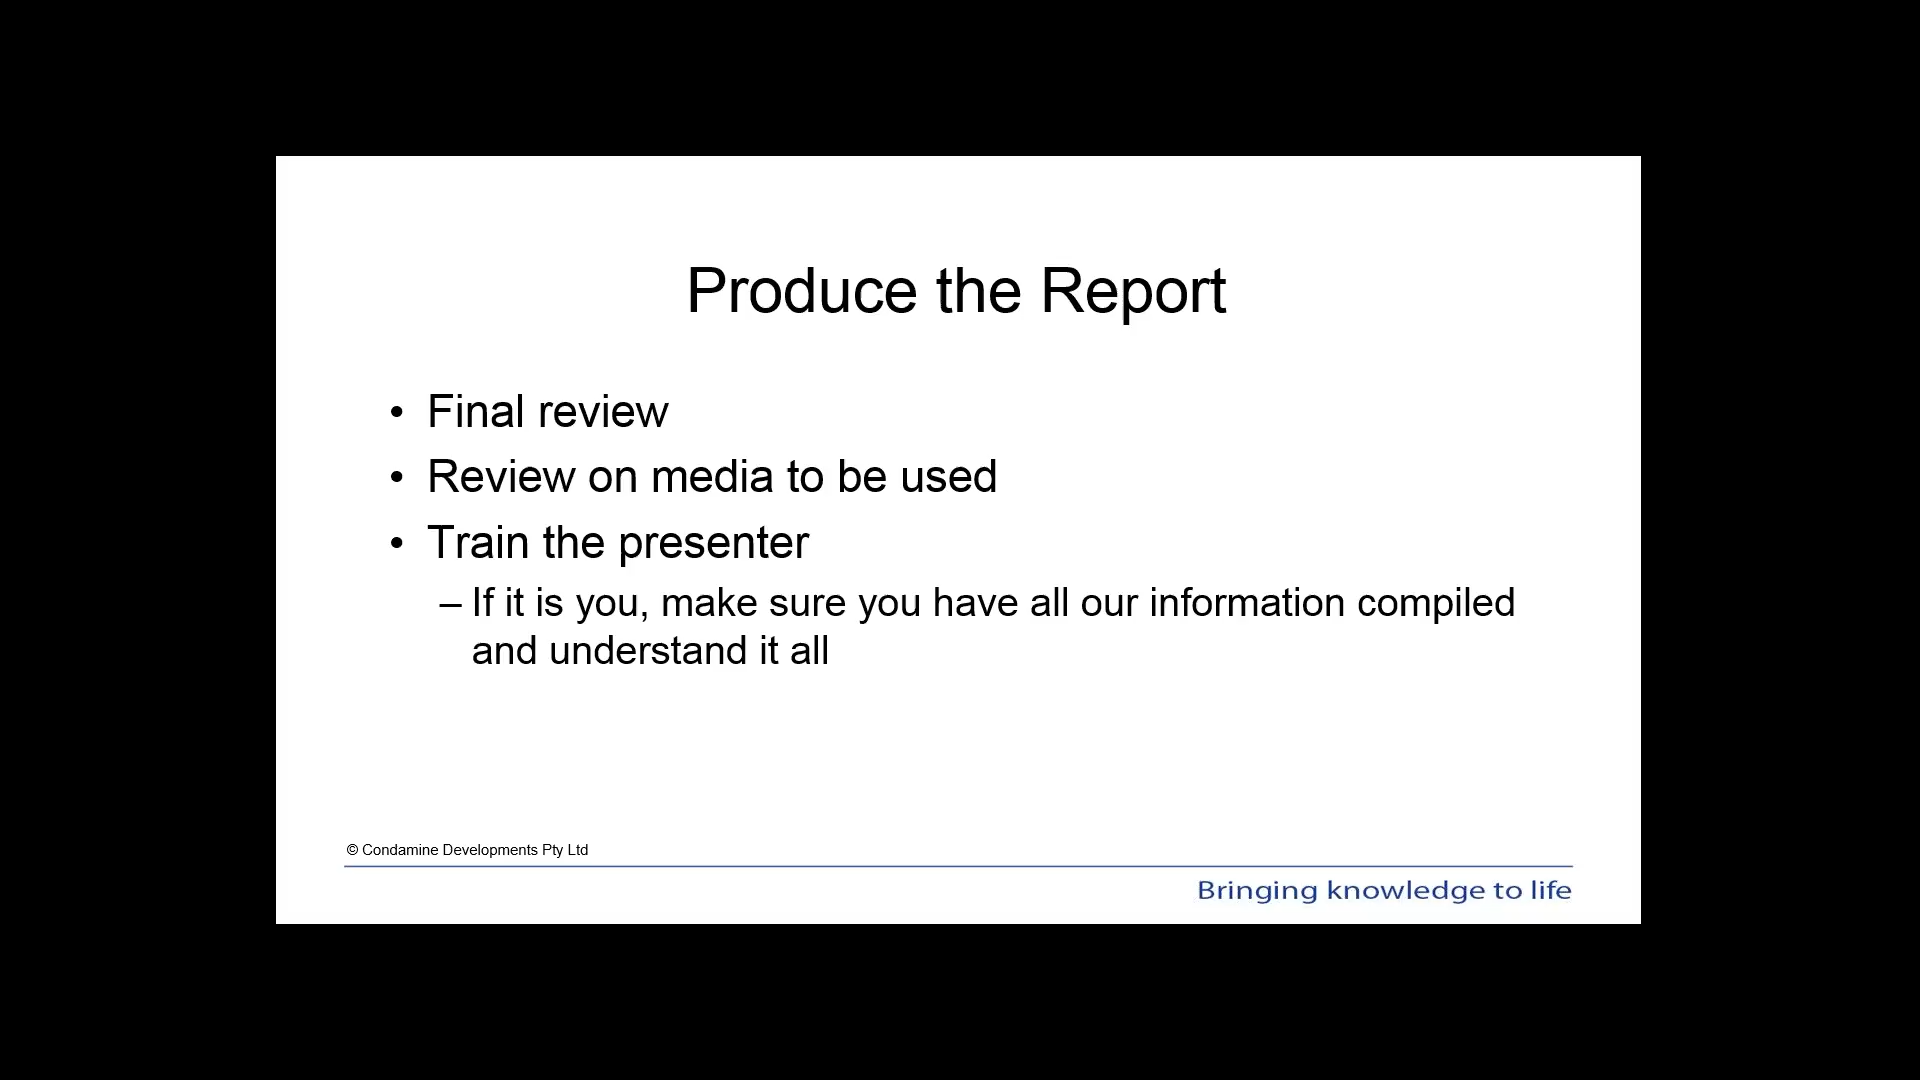 Produce the Report
• Final review
• Review on media to be used
• Train the presenter
– If it is you, make sure you have all our information compiled
and understand it all
© Condamine Developments Pty Ltd
Bringing knowledge to life